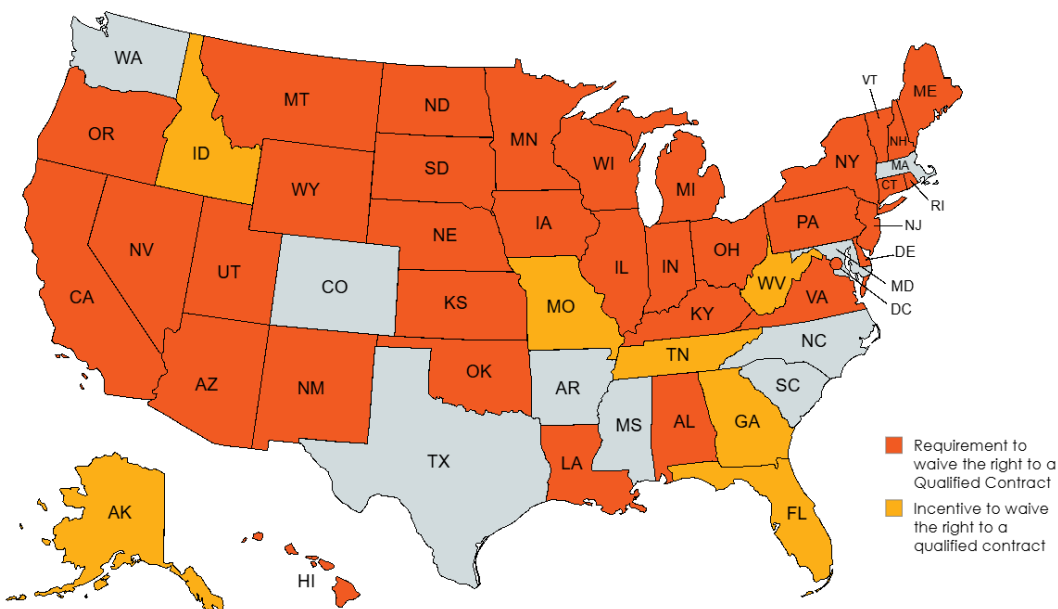 WA
MT
ND
MN
VT
ME
OR
ID
WY
SD
WI
MI
NY
NH
MA
CT
RI
NV
UT
NE
IA
IL
IN
OH
PA
NJ
DE
MD
DC
CA
CO
KS
MO
KY
WV
VA
AZ
NM
OK
AR
TN
NC
SC
TX
LA
MS
AL
GA
FL
AK
HI
Requirement to
waive the right to a
Qualified Contract
Incentive to waive
the right to a
qualified contract